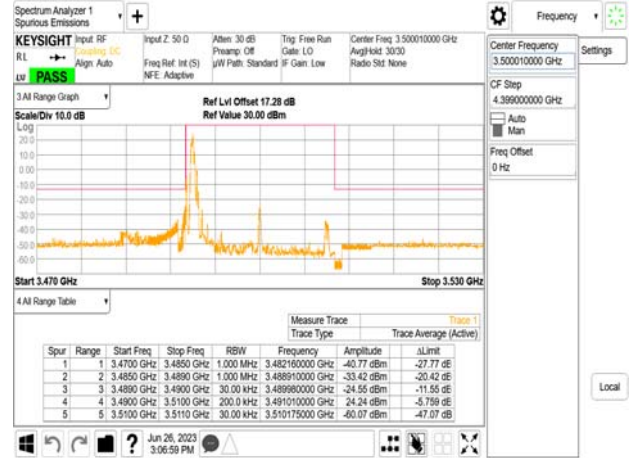 Spectrum Analyzer 1
Spurious Emissions
Frequency
KEYSIGHT Input: RF Input Z: 50 Ω Atten: 30 dB Trig: Free Run Center Freq: 3.500010000 GHz
RL Coupling: DC Preamp: Off Gate: LO Avg|Hold: 30/30
Align: Auto Freq Ref: Int (S) µW Path: Standard IF Gain: Low Radio Std: None
LU PASS NFE: Adaptive
Center Frequency
3.500010000 GHz
Settings
CF Step
4.399000000 GHz
Auto
Man
Freq Offset
0 Hz
Local
3 All Range Graph
Ref Lvl Offset 17.28 dB
Scale/Div 10.0 dB Ref Value 30.00 dBm
Log
20.0
10.0
0.00
-10.0
-20.0
-30.0
-40.0
-50.0
-60.0
Start 3.470 GHz Stop 3.530 GHz
4 All Range Table
Measure Trace Trace 1
Trace Type Trace Average (Active)
Spur Range Start Freq Stop Freq RBW Frequency Amplitude ΔLimit
1 1 3.4700 GHz 3.4850 GHz 1.000 MHz 3.482160000 GHz -40.77 dBm -27.77 dE
2 2 3.4850 GHz 3.4890 GHz 1.000 MHz 3.488910000 GHz -33.42 dBm -20.42 dE
3 3 3.4890 GHz 3.4900 GHz 30.00 kHz 3.489980000 GHz -24.55 dBm -11.55 dE
4 4 3.4900 GHz 3.5100 GHz 200.0 kHz 3.491010000 GHz 24.24 dBm -5.759 dE
5 5 3.5100 GHz 3.5110 GHz 30.00 kHz 3.510175000 GHz -60.07 dBm -47.07 dE
Jun 26, 2023
3:06:59 PM